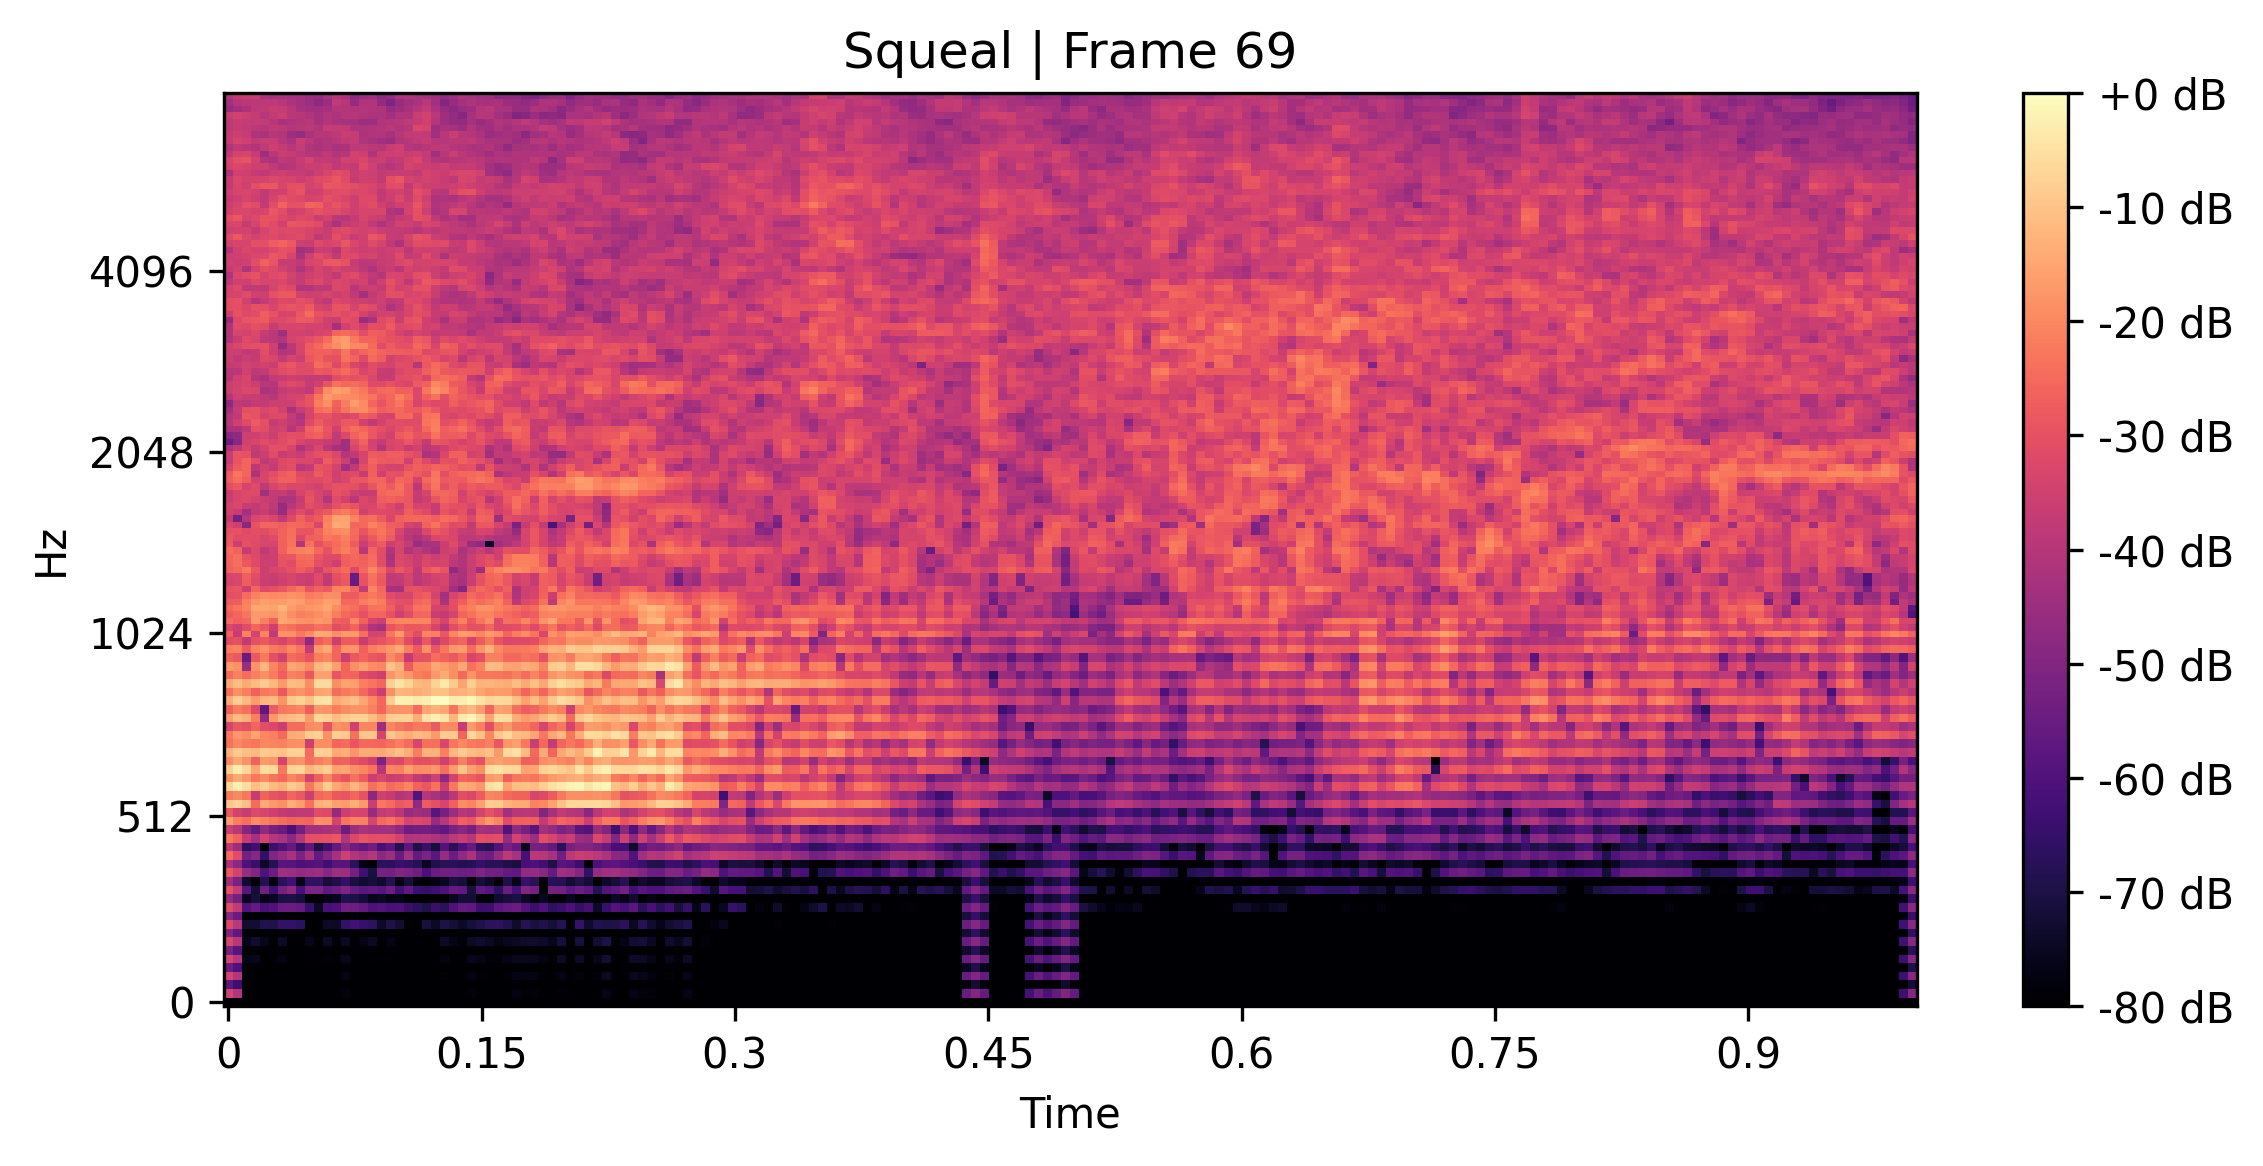 Squeal | Frame 69
+0 dB
-10 dB
-20 dB
-30 dB
-40 dB
-50 dB
-60 dB
-70 dB
-80 dB
Hz
4096
2048
1024
512
0
0 0.15 0.3 0.45 0.6 0.75 0.9
Time